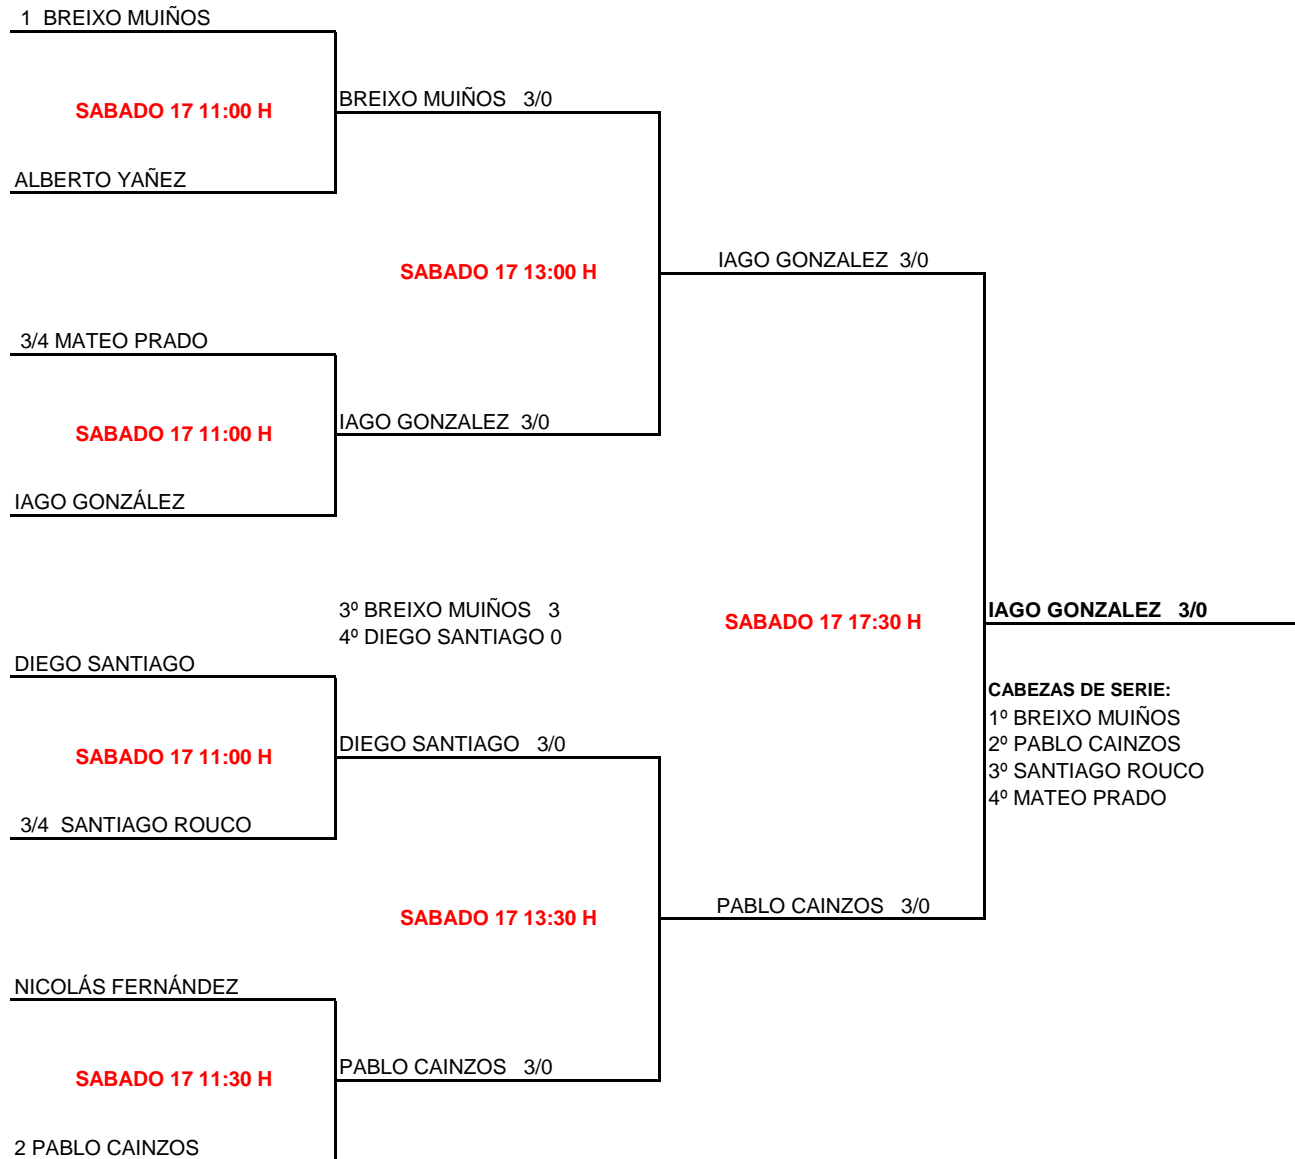 1 BREIXO MUIÑOS
BREIXO MUIÑOS 3/0
SABADO 17 11:00 H
ALBERTO YAÑEZ
IAGO GONZALEZ 3/0
SABADO 17 13:00 H
3/4 MATEO PRADO
IAGO GONZALEZ 3/0
SABADO 17 11:00 H
IAGO GONZÁLEZ
3º BREIXO MUIÑOS 3
4º DIEGO SANTIAGO 0
SABADO 17 17:30 H
IAGO GONZALEZ 3/0
DIEGO SANTIAGO
CABEZAS DE SERIE:
1º BREIXO MUIÑOS
2º PABLO CAINZOS
3º SANTIAGO ROUCO
4º MATEO PRADO
DIEGO SANTIAGO 3/0
SABADO 17 11:00 H
3/4 SANTIAGO ROUCO
PABLO CAINZOS 3/0
SABADO 17 13:30 H
NICOLÁS FERNÁNDEZ
PABLO CAINZOS 3/0
SABADO 17 11:30 H
2 PABLO CAINZOS